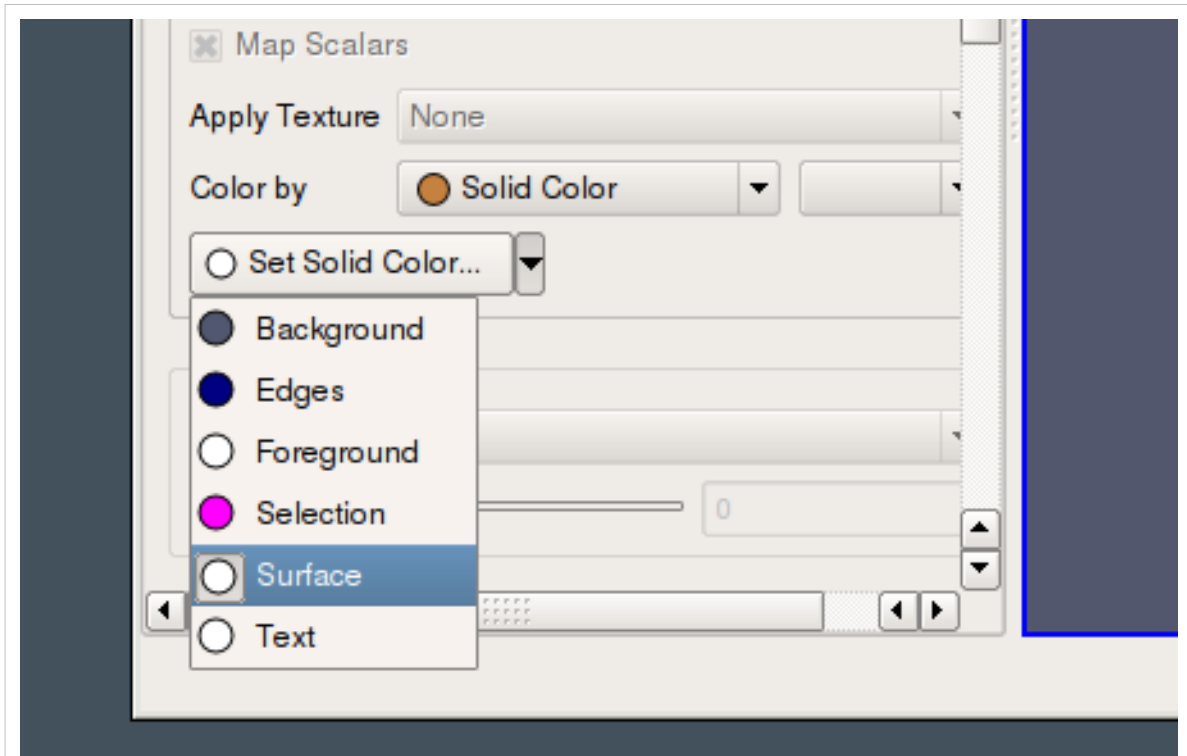 Map Scalars
Apply Texture None
Color by Solid Color
Set Solid Color...
Background
Edges
Foreground
Selection
0
Surface
Text